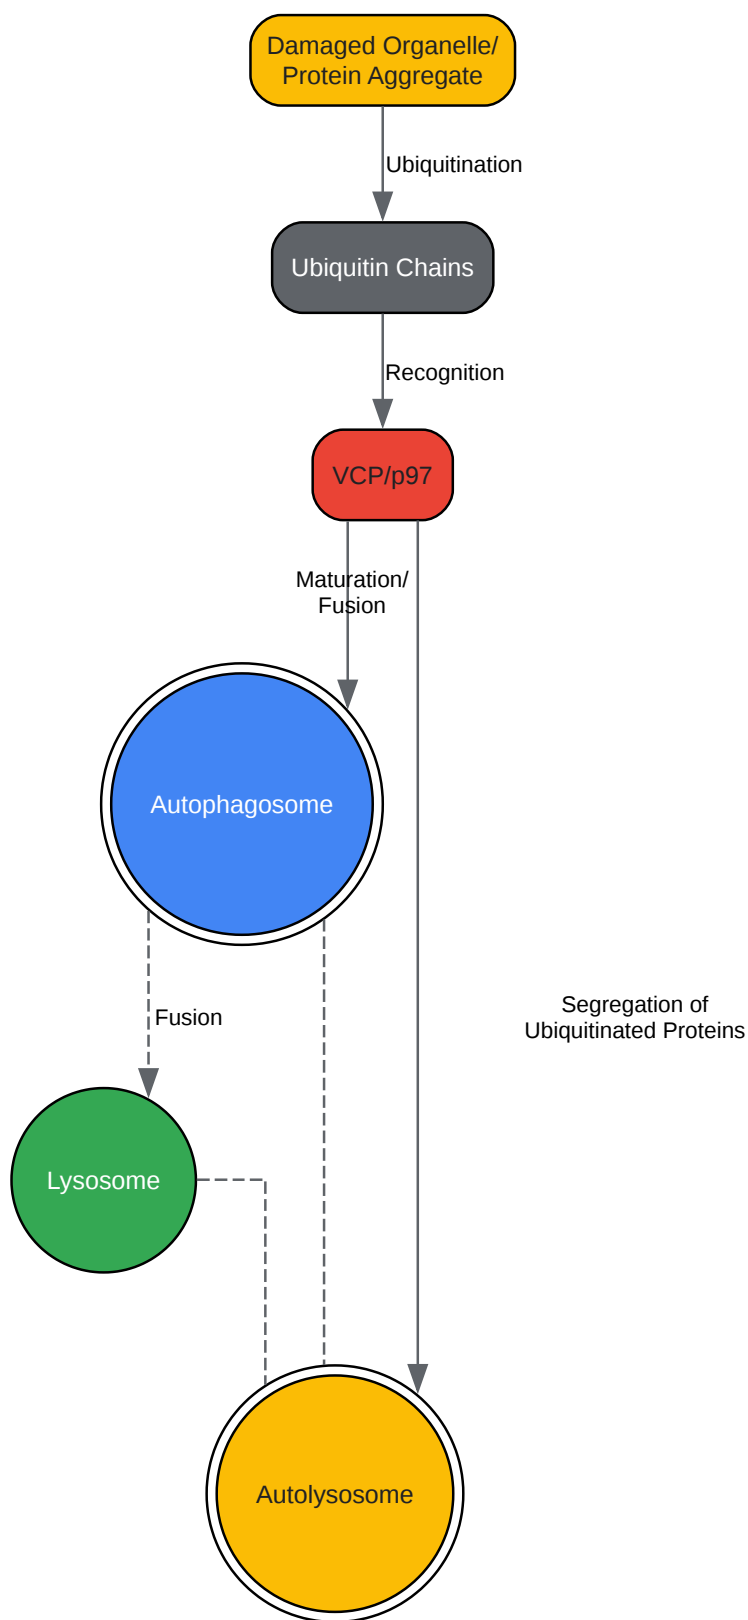 Damaged Organelle/
Protein Aggregate
Ubiquitination
Ubiquitin Chains
Recognition
VCP/p97
Maturation/
Fusion
Autophagosome
Segregation of
Ubiquitinated Proteins
Fusion
Lysosome
Autolysosome